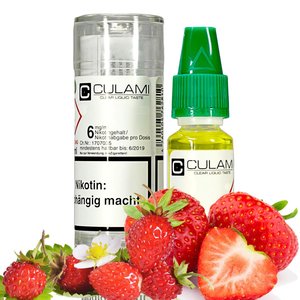 CULAMI
CLEAR LIQUID TASTE
6 mg/ml
Nikotingehalt/
Nikotinabgabe pro Dosis
mindestens haltbar bis: 6/2019
Nikotin:
hängig macht
CULAMI
CLEAR LIQUID TASTE